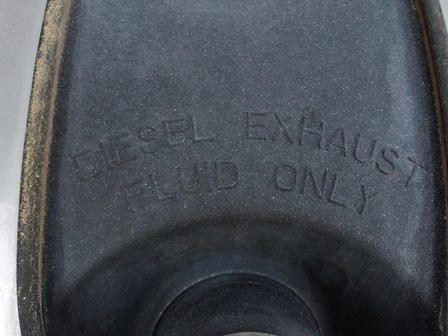 DIESEL EXHAUST
FLUID ONLY